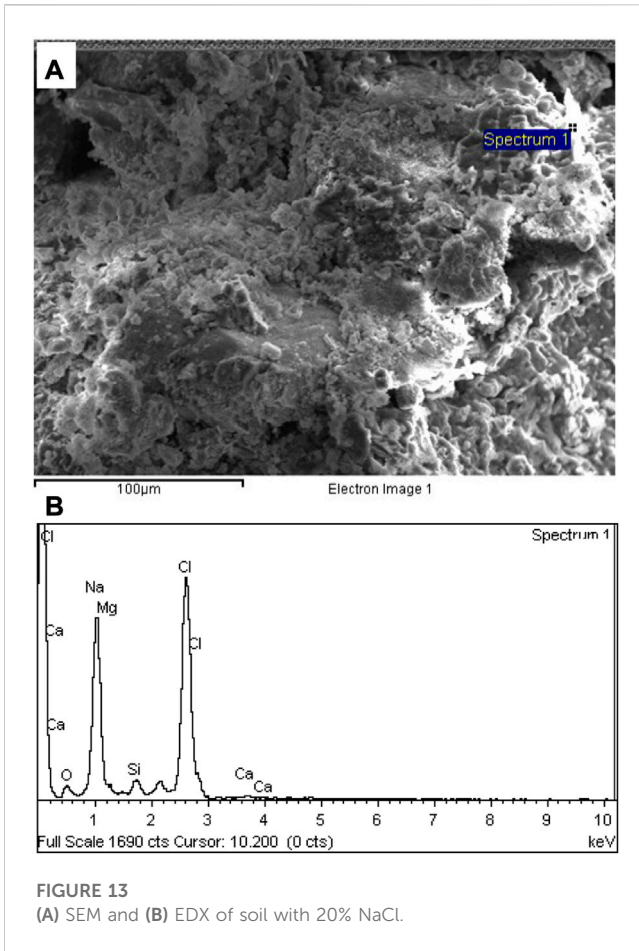 A
Spectrum 1
100µm
Electron Image 1
B
Spectrum 1
Cl
Na
Mg
Cl
Cl
Ca
Ca
O
Si
Ca
Ca
1 2 3 4 5 6 7 8 9 10
Full Scale 1690 cts Cursor: 10.200 (0 cts)
keV
FIGURE 13
(A) SEM and (B) EDX of soil with 20% NaCl.